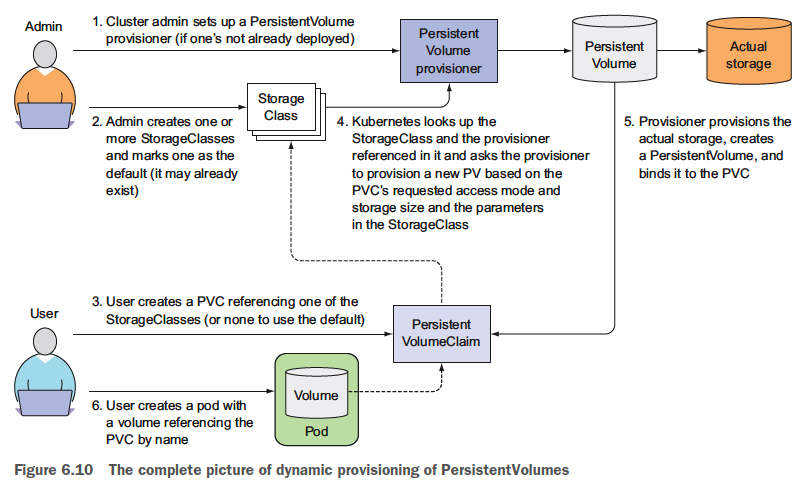 Admin
1. Cluster admin sets up a PersistentVolume
provisioner (if one's not already deployed)
Persistent
Volume
provisioner
Persistent
Volume
Actual
storage
Storage
Class
2. Admin creates one or
more StorageClasses
and marks one as the
default (it may already
exist)
4. Kubernetes looks up the
StorageClass and the provisioner
referenced in it and asks the provisioner
to provision a new PV based on the
PVC's requested access mode and
storage size and the parameters
in the StorageClass
5. Provisioner provisions the
actual storage, creates
a PersistentVolume, and
binds it to the PVC
User
3. User creates a PVC referencing one of the
StorageClasses (or none to use the default)
Persistent
VolumeClaim
6. User creates a pod with
a volume referencing the
PVC by name
Volume
Pod
Figure 6.10 The complete picture of dynamic provisioning of PersistentVolumes